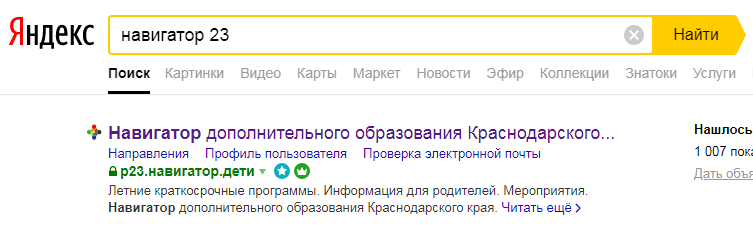 Яндекс
навигатор 23
Найти
Поиск Картинки Видео Карты Маркет Новости Эфир Коллекции Знатоки Услуги
Навигатор дополнительного образования Краснодарского...
Направления Профиль пользователя Проверка электронной почты
р23.навигатор.дети
Летние краткосрочные программы. Информация для родителей. Мероприятия.
Навигатор дополнительного образования Краснодарского края. Читать ещё >
Нашлось
1 007 пока
Дать объя